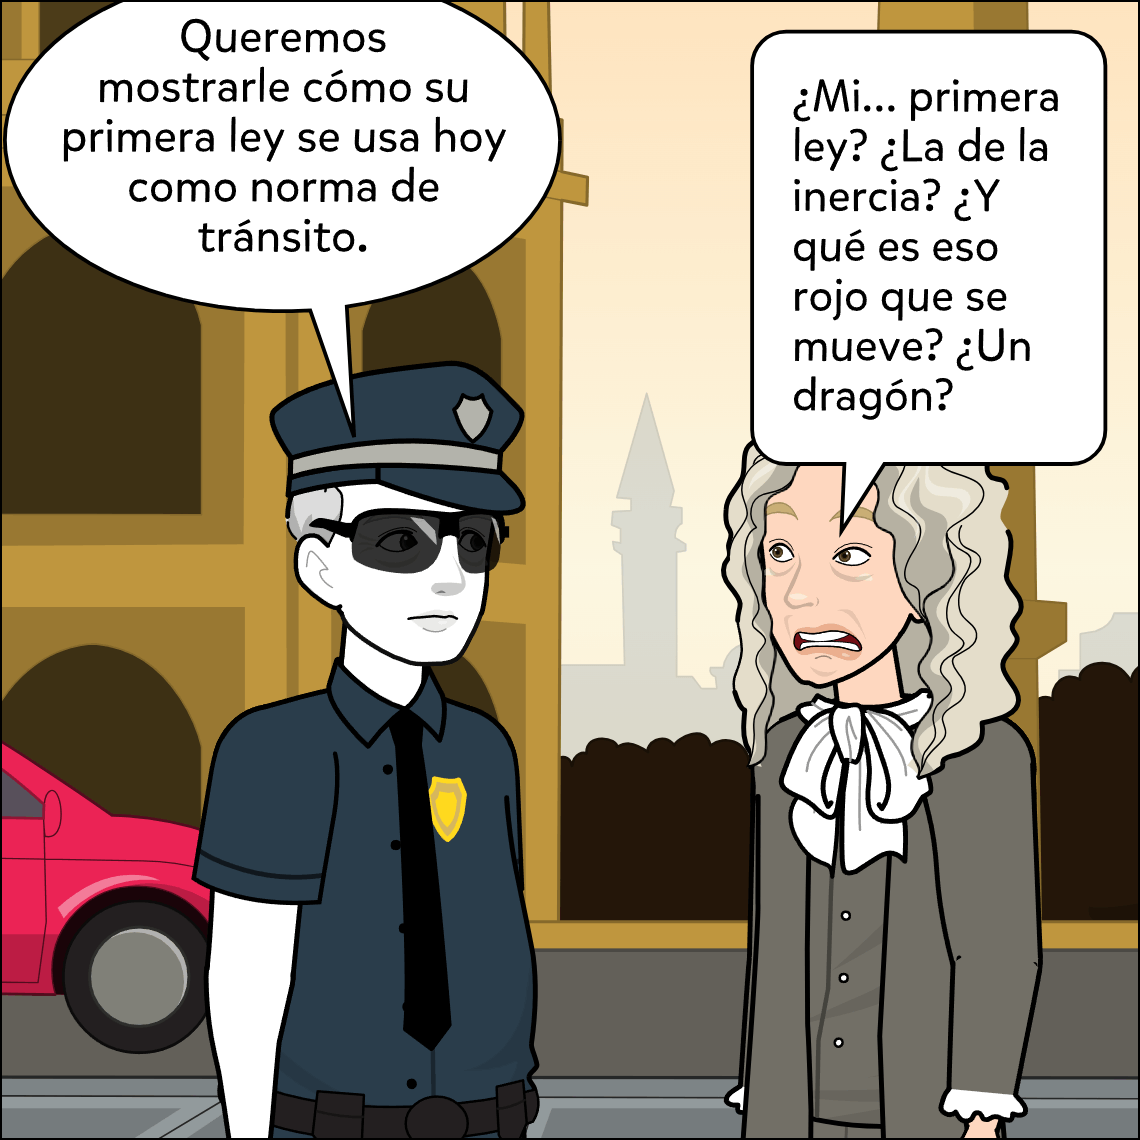 Queremos
mostrarle cómo su
primera ley se usa hoy
como norma de
tránsito.
¿Mi... primera
ley? ¿La de la
inercia? ¿Y
qué es eso
rojo que se
mueve? ¿Un
dragón?